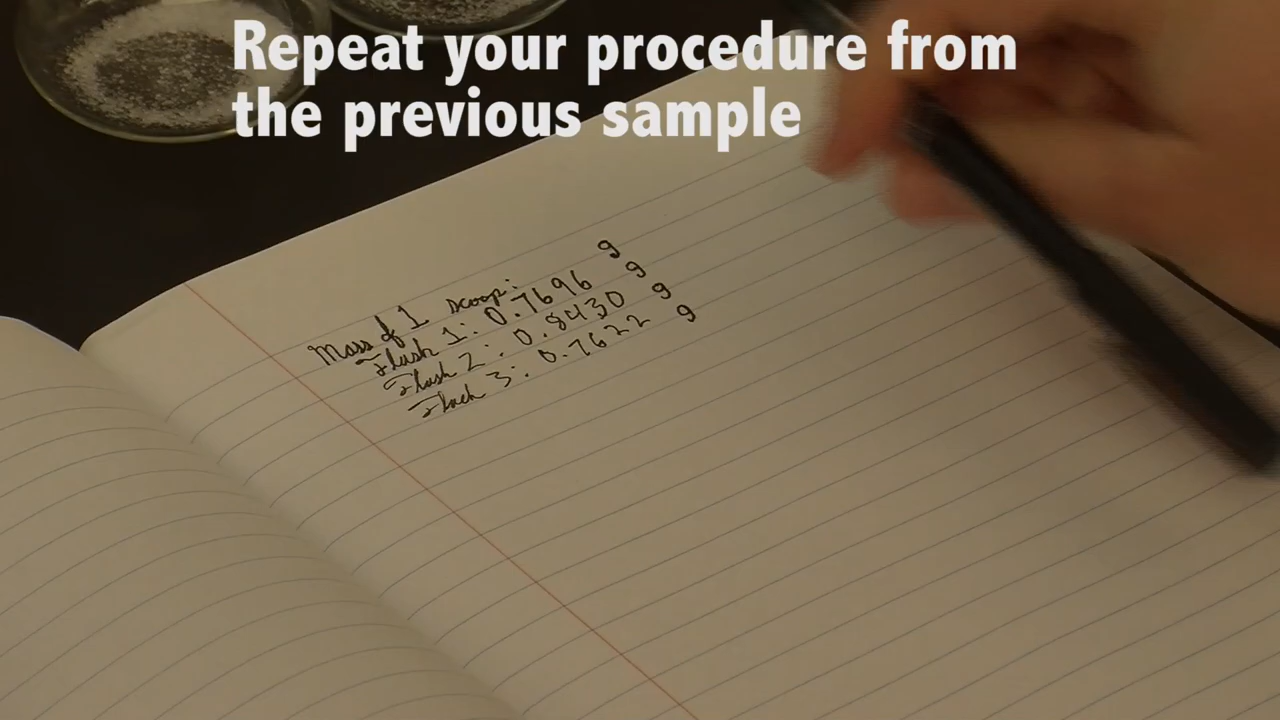 Repeat your procedure from
the previous sample
Mass of 1 scoop:
Flask 1: 0.7696 g
Flask 2: 0.8430 g
Flask 3: 0.7622 g
g